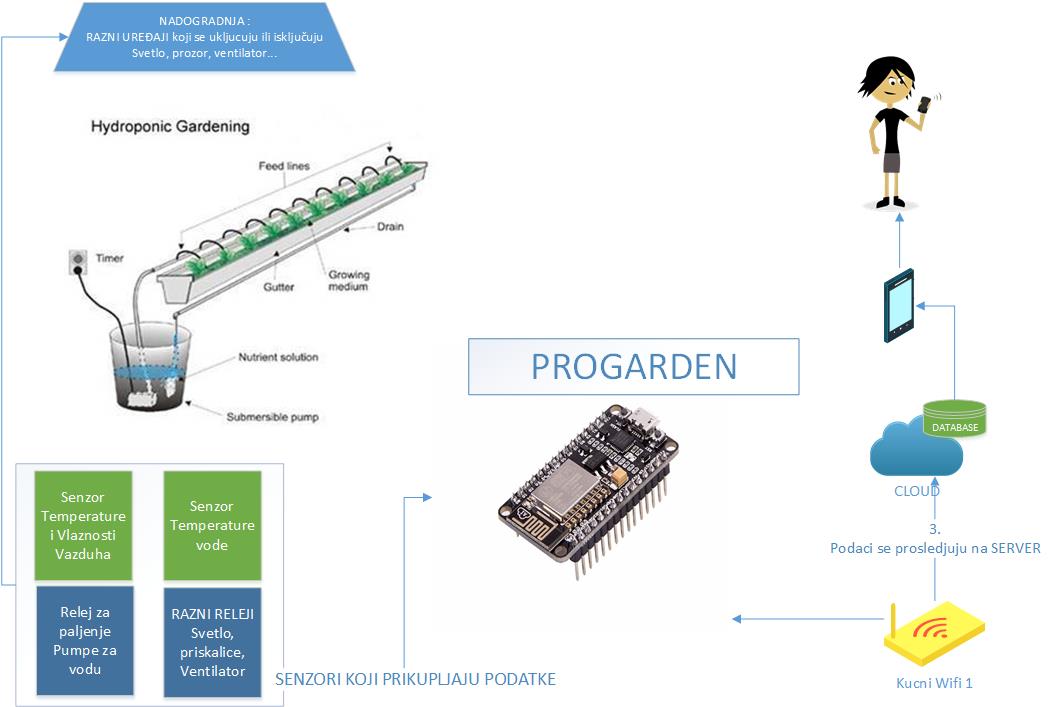 NADOGRADNJA :
RAZNI UREĐAJI koji se ukljucuju ili isključuju
Svetlo, prozor, ventilator...
Hydroponic Gardening
Feed lines
Drain
Timer
Growing
medium
Gutter
Nutrient solution
Submersible pump
PROGARDEN
DATABASE
CLOUD
3.
Podaci se prosledjuju na SERVER
Kucni Wifi 1
Senzor
Temperature
i Vlaznosti
Vazduha
Senzor
Temperature
vode
Relej za
paljenje
Pumpe za
vodu
RAZNI RELEJI
Svetlo,
priskalice,
Ventilator
SENZORI KOJI PRIKUPLJAJU PODATKE